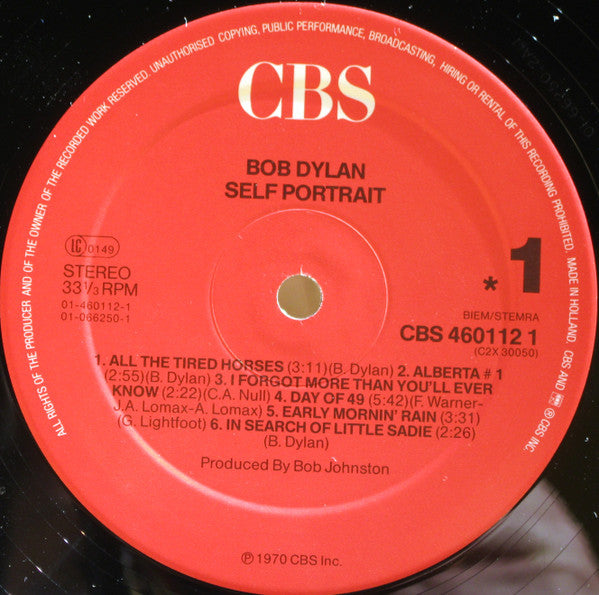 ALL RIGHTS OF THE PRODUCER AND OF THE OWNER OF THE RECORDED WORK RESERVED. UNAUTHORISED COPYING, PUBLIC PERFORMANCE, BROADCASTING, HIRING OR RENTAL OF THIS RECORDING PROHIBITED. MADE IN HOLLAND. CBS AND ℗ CBS INC.
CBS
BOB DYLAN
SELF PORTRAIT
LC 0149
STEREO
33⅓ RPM
01-460112-1
01-066250-1
* 1
BIEM/STEMRA
CBS 460112 1
(C2X 30050)
1. ALL THE TIRED HORSES (3:11)(B. Dylan) 2. ALBERTA # 1
(2:55)(B. Dylan) 3. I FORGOT MORE THAN YOU'LL EVER
KNOW (2:22)(C.A. Null) 4. DAY OF 49 (5:42)(F. Warner-
J.A. Lomax-A. Lomax) 5. EARLY MORNIN' RAIN (3:31)
(G. Lightfoot) 6. IN SEARCH OF LITTLE SADIE (2:26)
(B. Dylan)
Produced By Bob Johnston
℗ 1970 CBS Inc.